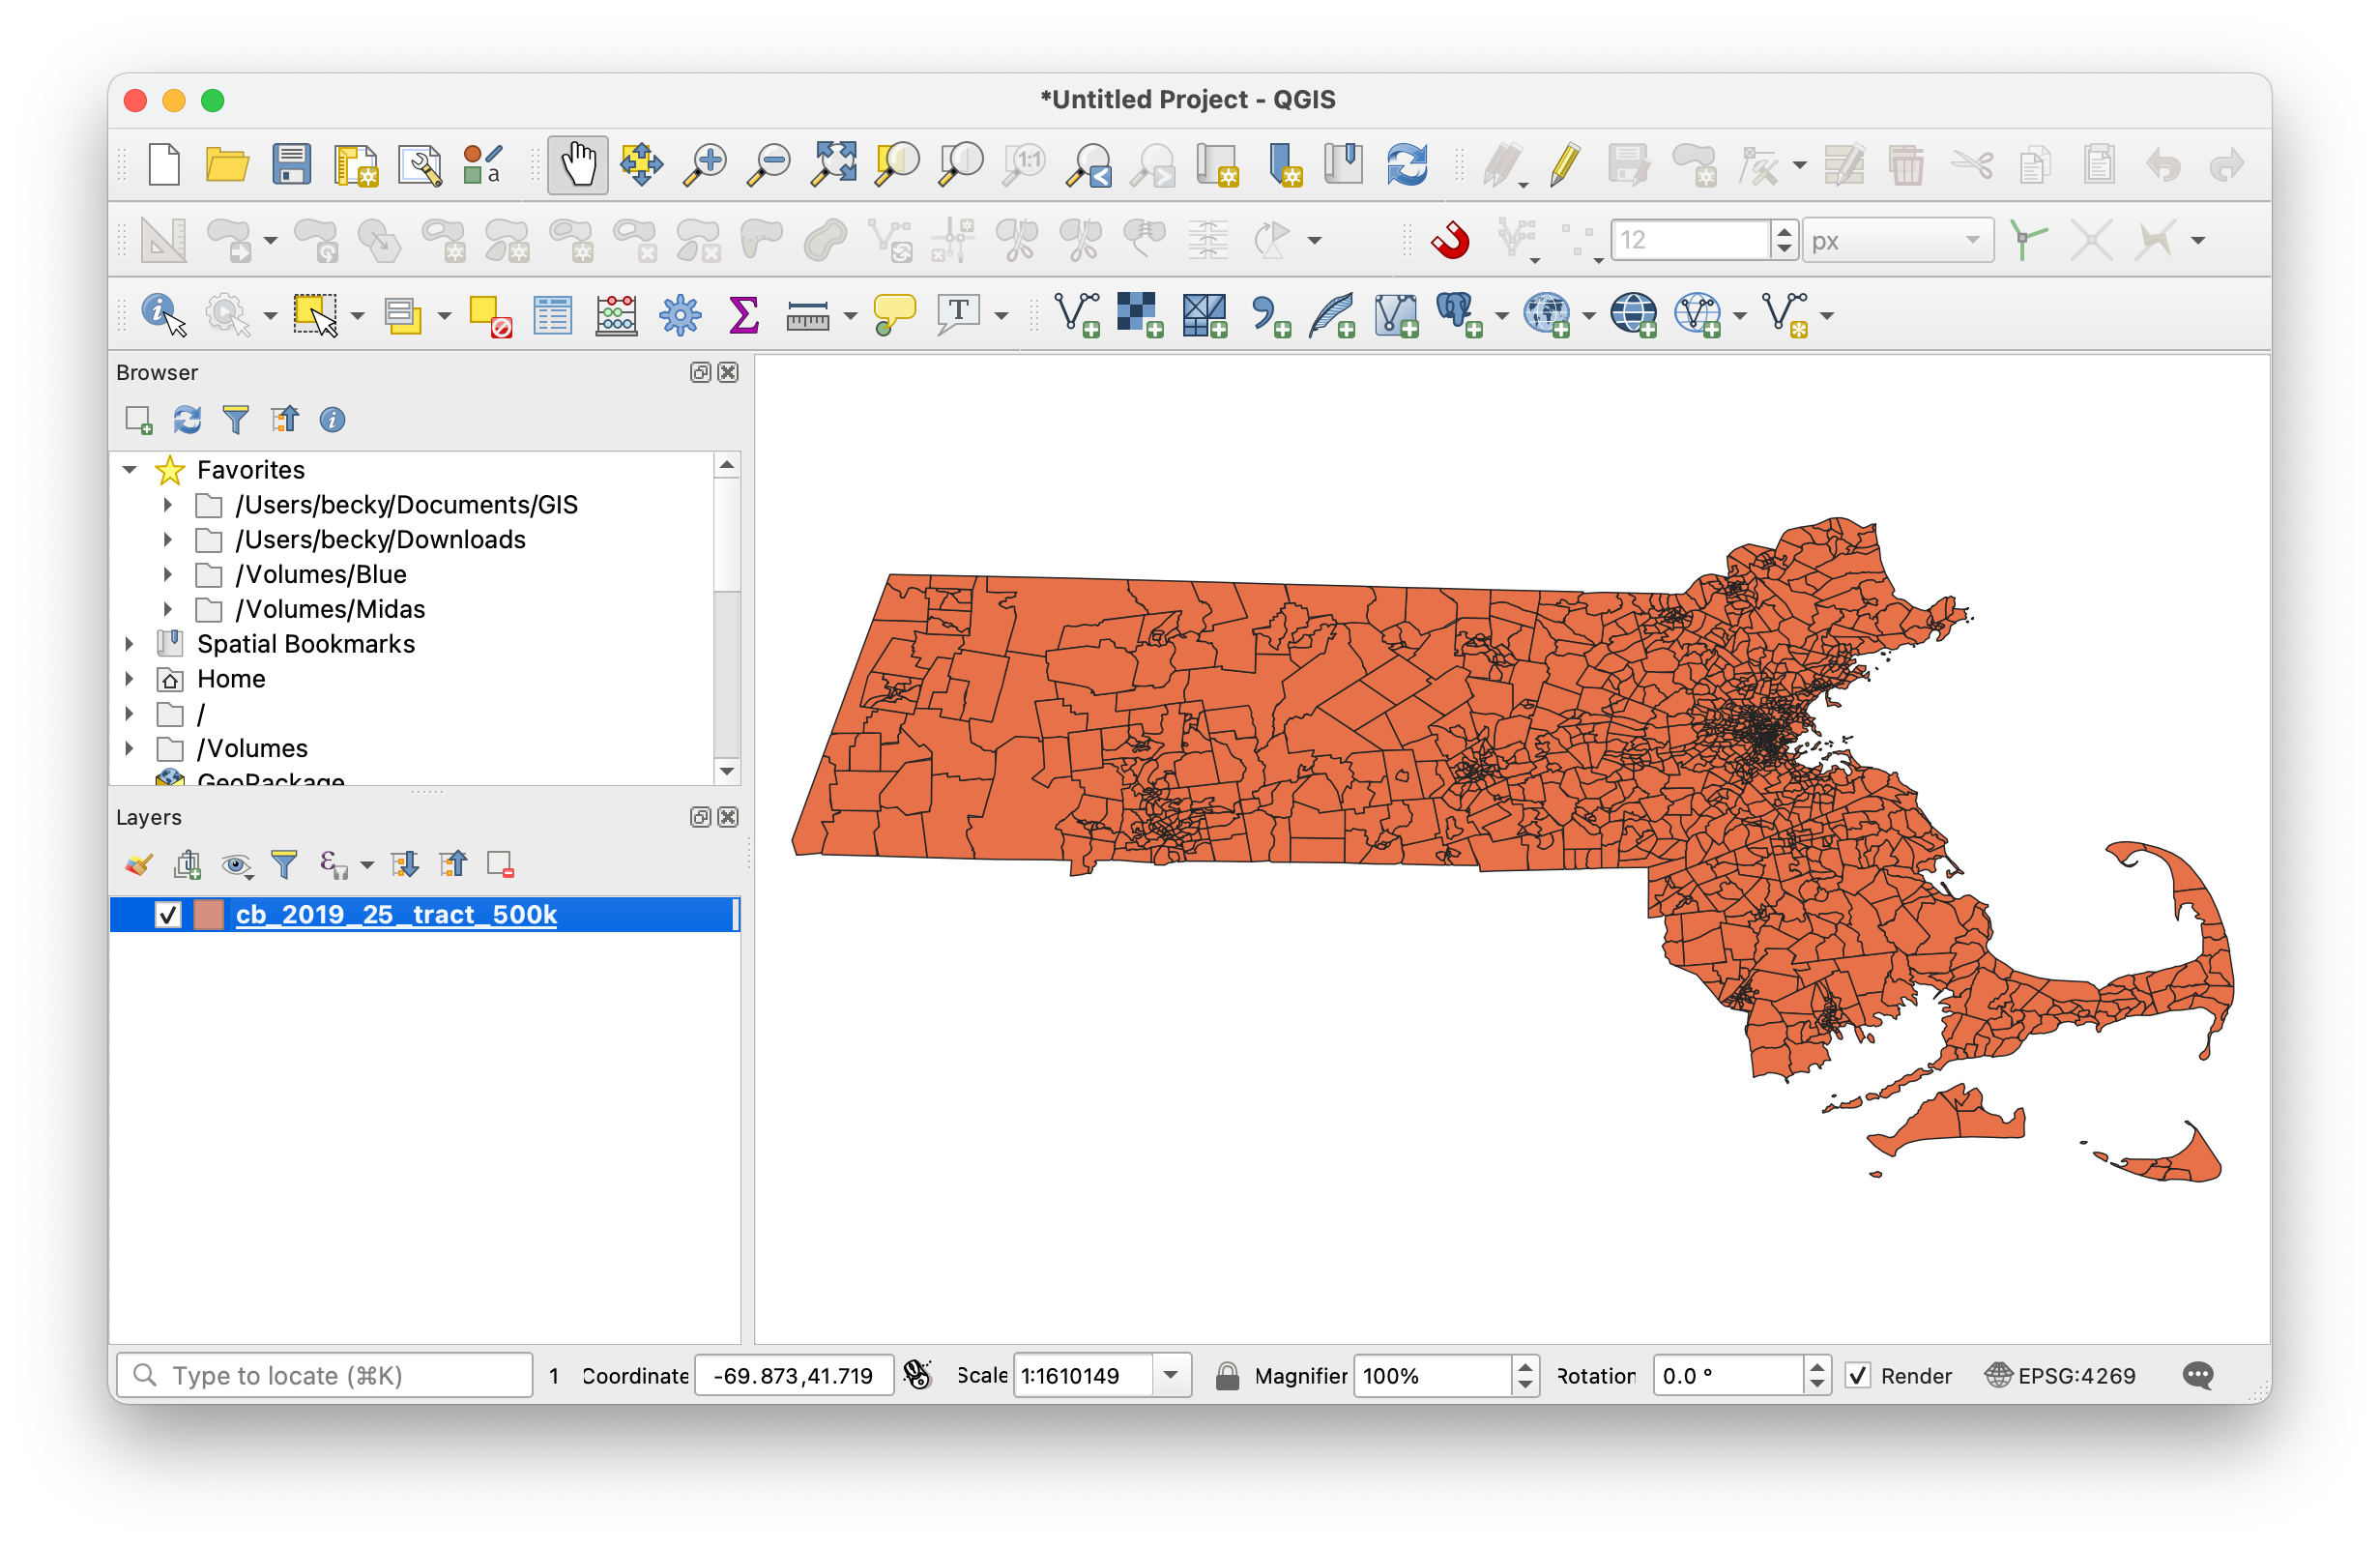 *Untitled Project - QGIS
a
1:1
12
px
T
Browser
Favorites
/Users/becky/Documents/GIS
/Users/becky/Downloads
/Volumes/Blue
/Volumes/Midas
Spatial Bookmarks
Home
/
/Volumes
GeoPackage
Layers
cb_2019_25_tract_500k
Type to locate (⌘K) 1 Coordinate -69.873,41.719 Scale 1:1610149 Magnifier 100% Rotation 0.0 ° Render EPSG:4269